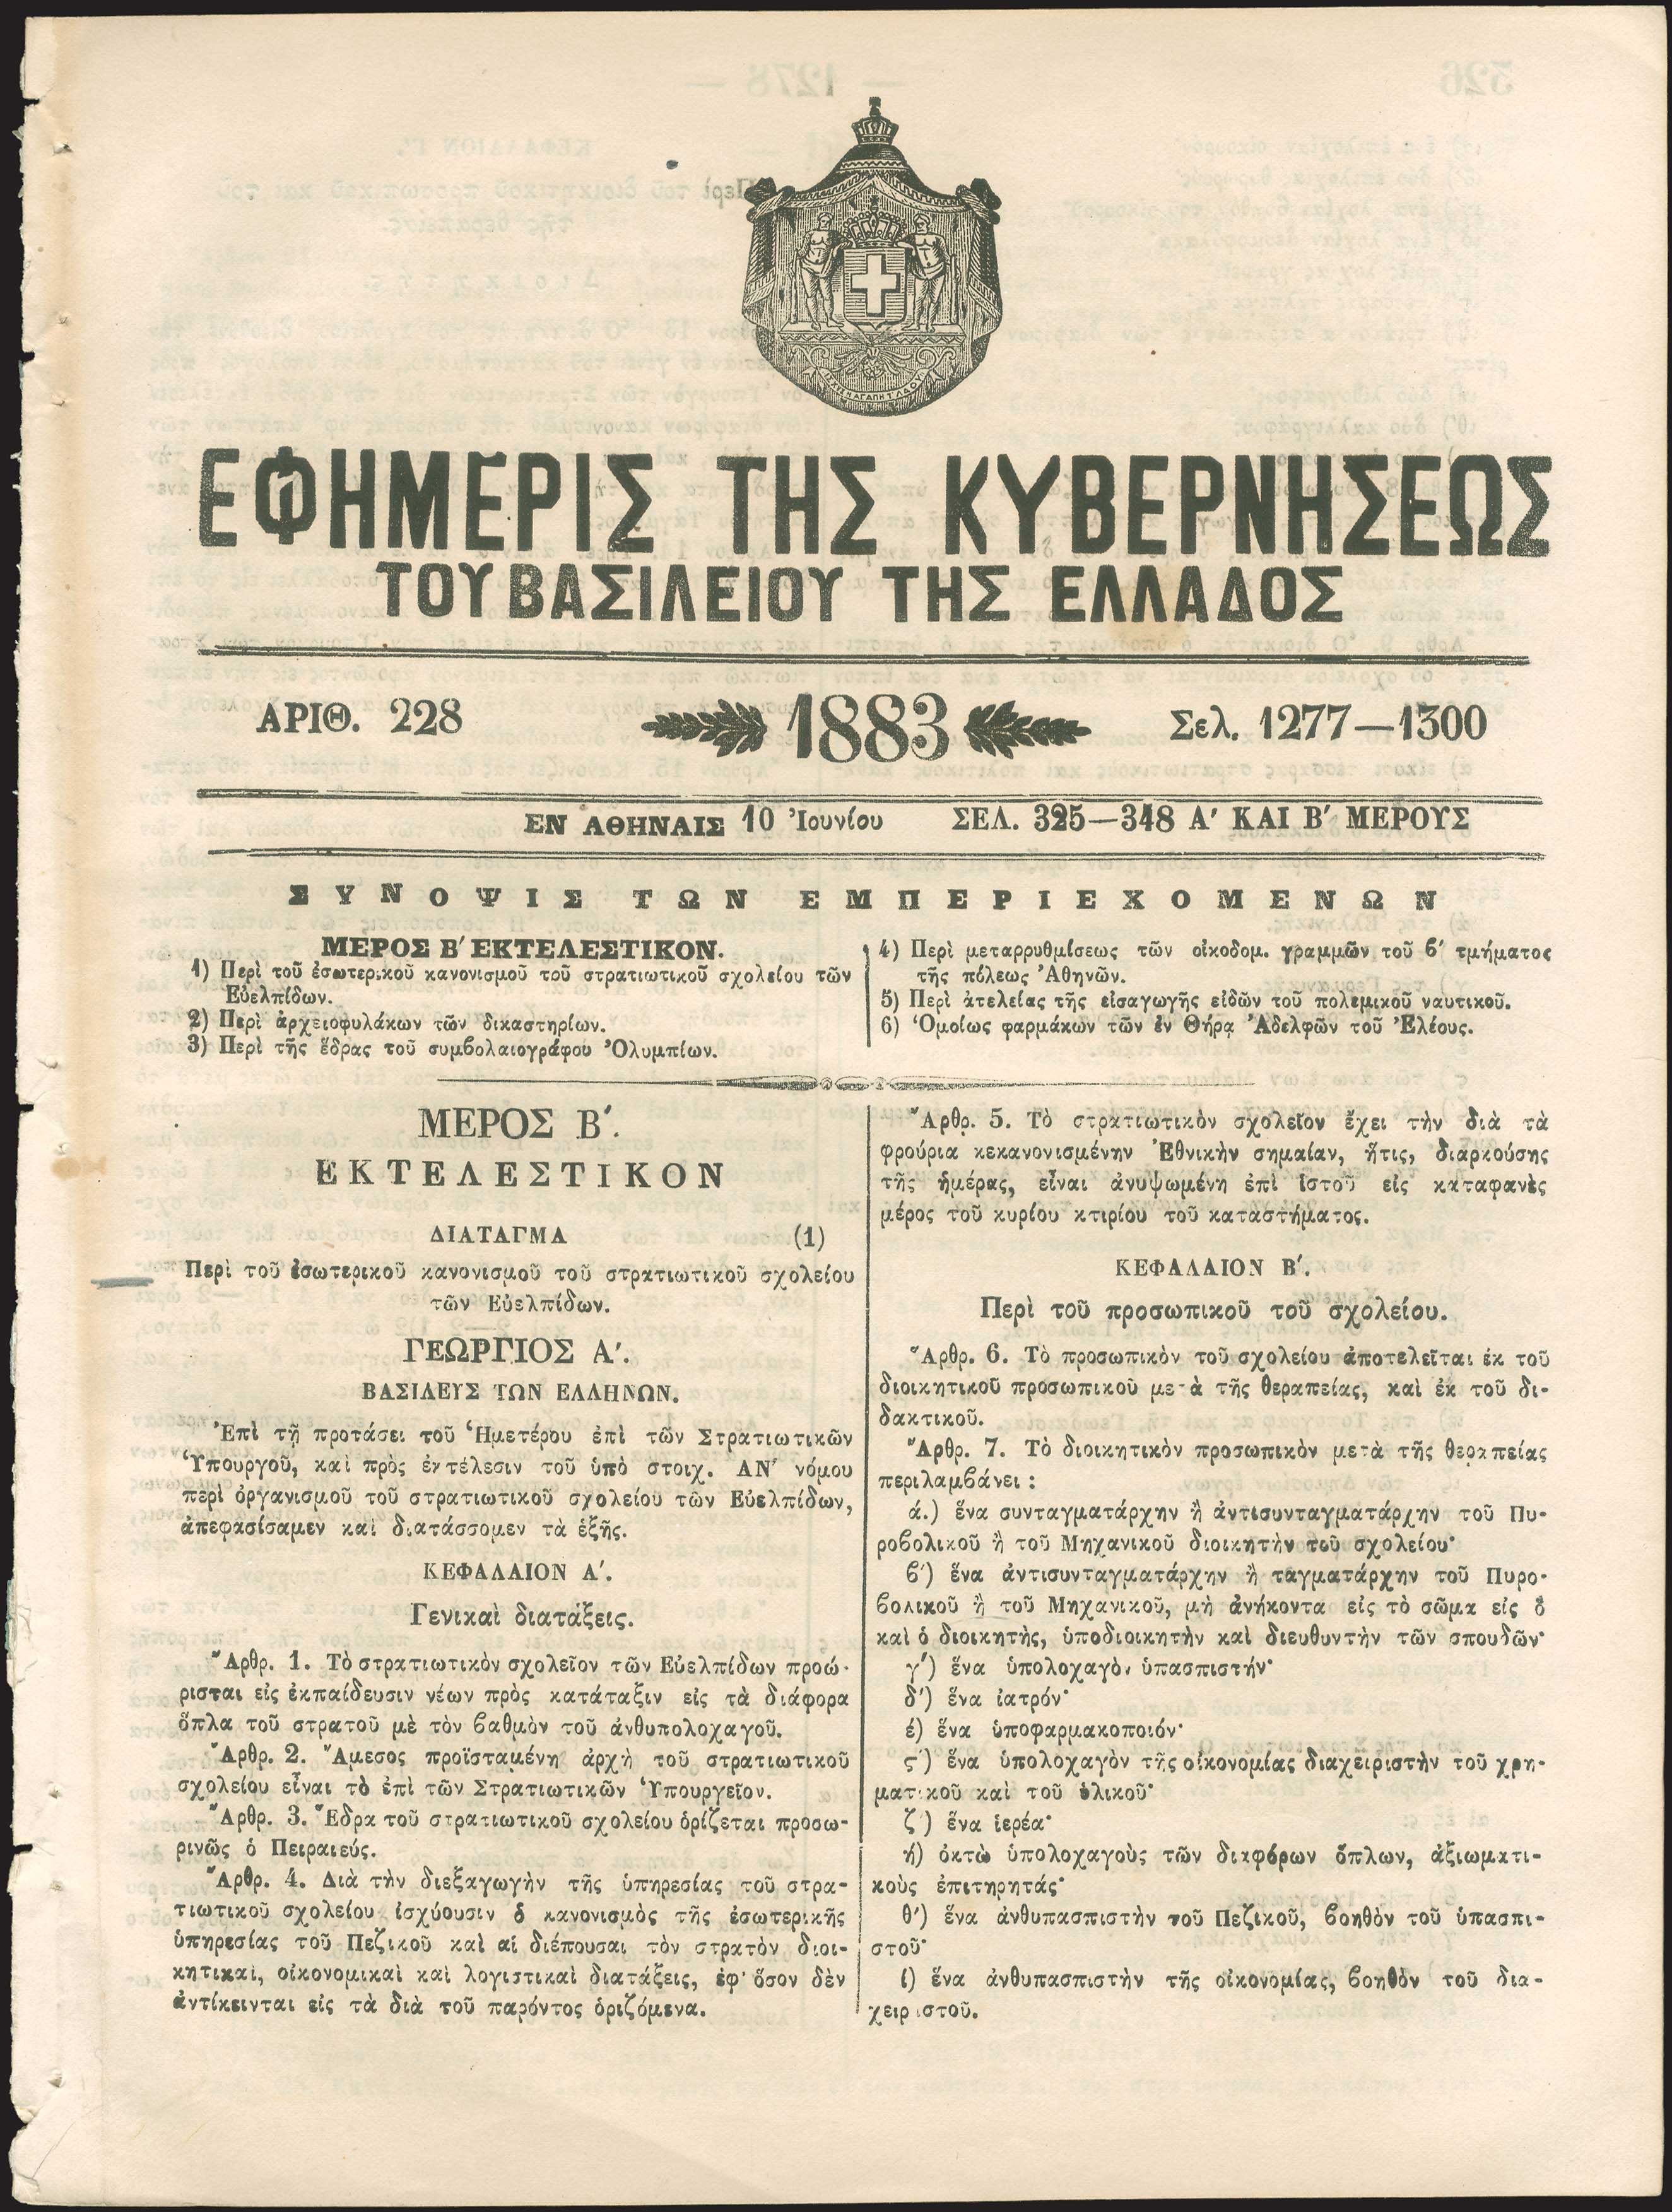 ΕΦΗΜΕΡΙΣ ΤΗΣ ΚΥΒΕΡΝΗΣΕΩΣ
ΤΟΥ ΒΑΣΙΛΕΙΟΥ ΤΗΣ ΕΛΛΑΔΟΣ
ΑΡΙΘ. 228
1883
Σελ. 1277—1300
ΕΝ ΑΘΗΝΑΙΣ 10 Ἰουνίου ΣΕΛ. 325—348 Α' ΚΑΙ Β' ΜΕΡΟΥΣ
ΣΥΝΟΨΙΣ ΤΩΝ ΕΜΠΕΡΙΕΧΟΜΕΝΩΝ
ΜΕΡΟΣ Β' ΕΚΤΕΛΕΣΤΙΚΟΝ.
1) Περὶ τοῦ ἐσωτερικοῦ κανονισμοῦ τοῦ στρατιωτικοῦ σχολείου τῶν
Εὐελπίδων.
2) Περὶ ἀρχειοφυλάκων τῶν δικαστηρίων.
3) Περὶ τῆς ἕδρας τοῦ συμβολαιογράφου Ὀλυμπίων.
4) Περὶ μεταρρυθμίσεως τῶν οἰκοδομ. γραμμῶν τοῦ ϐ' τμήματος
τῆς πόλεως Ἀθηνῶν.
5) Περὶ ἀτελείας τῆς εἰσαγωγῆς εἰδῶν τοῦ πολεμικοῦ ναυτικοῦ.
6) Ὁμοίως φαρμάκων τῶν ἐν Θήρᾳ Ἀδελφῶν τοῦ Ἐλέους.
ΜΕΡΟΣ Β'.
ΕΚΤΕΛΕΣΤΙΚΟΝ
ΔΙΑΤΑΓΜΑ (1)
Περὶ τοῦ ἐσωτερικοῦ κανονισμοῦ τοῦ στρατιωτικοῦ σχολείου
τῶν Εὐελπίδων.
ΓΕΩΡΓΙΟΣ Α'.
ΒΑΣΙΛΕΥΣ ΤΩΝ ΕΛΛΗΝΩΝ.
Ἐπὶ τῇ προτάσει τοῦ Ἡμετέρου ἐπὶ τῶν Στρατιωτικῶν
Ὑπουργοῦ, καὶ πρὸς ἐκτέλεσιν τοῦ ὑπὸ στοιχ. ΑΝ' νόμου
περὶ ὀργανισμοῦ τοῦ στρατιωτικοῦ σχολείου τῶν Εὐελπίδων,
ἀπεφασίσαμεν καὶ διατάσσομεν τὰ ἑξῆς.
ΚΕΦΑΛΑΙΟΝ Α'.
Γενικαὶ διατάξεις.
Ἄρθρ. 1. Τὸ στρατιωτικὸν σχολεῖον τῶν Εὐελπίδων προώ-
ρισται εἰς ἐκπαίδευσιν νέων πρὸς κατάταξιν εἰς τὰ διάφορα
ὅπλα τοῦ στρατοῦ μὲ τὸν βαθμὸν τοῦ ἀνθυπολοχαγοῦ.
Ἄρθρ. 2. Ἄμεσος προϊσταμένη ἀρχὴ τοῦ στρατιωτικοῦ
σχολείου εἶναι τὸ ἐπὶ τῶν Στρατιωτικῶν Ὑπουργεῖον.
Ἄρθρ. 3. Ἕδρα τοῦ στρατιωτικοῦ σχολείου ὁρίζεται προσω-
ρινῶς ὁ Πειραιεύς.
Ἄρθρ. 4. Διὰ τὴν διεξαγωγὴν τῆς ὑπηρεσίας τοῦ στρα-
τιωτικοῦ σχολείου ἰσχύουσιν ὁ κανονισμὸς τῆς ἐσωτερικῆς
ὑπηρεσίας τοῦ Πεζικοῦ καὶ αἱ διέπουσαι τὸν στρατὸν διοι-
κητικαὶ, οἰκονομικαὶ καὶ λογιστικαὶ διατάξεις, ἐφ' ὅσον δὲν
ἀντίκεινται εἰς τὰ διὰ τοῦ παρόντος ὁριζόμενα.
Ἄρθρ. 5. Τὸ στρατιωτικὸν σχολεῖον ἔχει τὴν διὰ τὰ
φρούρια κεκανονισμένην Ἐθνικὴν σημαίαν, ἥτις, διαρκούσης
τῆς ἡμέρας, εἶναι ἀνυψωμένη ἐπὶ ἱστοῦ εἰς καταφανὲς
μέρος τοῦ κυρίου κτιρίου τοῦ καταστήματος.
ΚΕΦΑΛΑΙΟΝ Β'.
Περὶ τοῦ προσωπικοῦ τοῦ σχολείου.
Ἄρθρ. 6. Τὸ προσωπικὸν τοῦ σχολείου ἀποτελεῖται ἐκ τοῦ
διοικητικοῦ προσωπικοῦ μετὰ τῆς θεραπείας, καὶ ἐκ τοῦ δι-
δακτικοῦ.
Ἄρθρ. 7. Τὸ διοικητικὸν προσωπικὸν μετὰ τῆς θεραπείας
περιλαμβάνει :
ά.) ἕνα συνταγματάρχην ἢ ἀντισυνταγματάρχην τοῦ Πυ-
ροβολικοῦ ἢ τοῦ Μηχανικοῦ διοικητὴν τοῦ σχολείου·
ϐ') ἕνα ἀντισυνταγματάρχην ἢ ταγματάρχην τοῦ Πυρο-
ϐολικοῦ ἢ τοῦ Μηχανικοῦ, μὴ ἀνήκοντα εἰς τὸ σῶμα εἰς ὃ
καὶ ὁ διοικητὴς, ὑποδιοικητὴν καὶ διευθυντὴν τῶν σπουδῶν·
γ') ἕνα ὑπολοχαγὸν ὑπασπιστήν·
δ') ἕνα ἰατρόν·
έ) ἕνα ὑποφαρμακοποιόν·
ς') ἕνα ὑπολοχαγὸν τῆς οἰκονομίας διαχειριστὴν τοῦ χρη-
ματικοῦ καὶ τοῦ ὑλικοῦ·
ζ') ἕνα ἱερέα·
ή) ὀκτὼ ὑπολοχαγοὺς τῶν διαφόρων ὅπλων, ἀξιωματι-
κοὺς ἐπιτηρητάς·
θ') ἕνα ἀνθυπασπιστὴν τοῦ Πεζικοῦ, βοηθὸν τοῦ ὑπασπι-
στοῦ·
ί) ἕνα ἀνθυπασπιστὴν τῆς οἰκονομίας, βοηθὸν τοῦ δια-
χειριστοῦ.